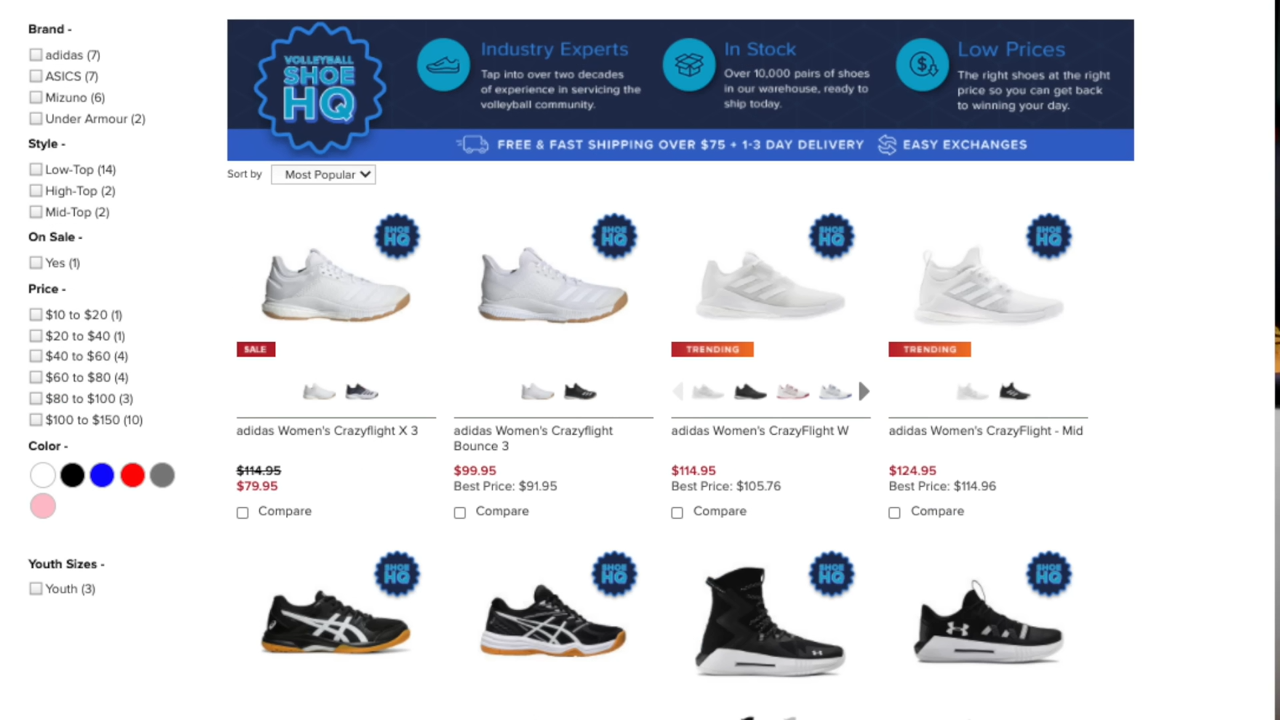 Brand -
adidas (7)
ASICS (7)
Mizuno (6)
Under Armour (2)
Style -
Low-Top (14)
High-Top (2)
Mid-Top (2)
On Sale -
Yes (1)
Price -
$10 to $20 (1)
$20 to $40 (1)
$40 to $60 (4)
$60 to $80 (4)
$80 to $100 (3)
$100 to $150 (10)
Color -
Youth Sizes -
Youth (3)
VOLLEYBALL
SHOE
HQ
Industry Experts
Tap into over two decades
of experience in servicing the
volleyball community.
In Stock
Over 10,000 pairs of shoes
in our warehouse, ready to
ship today.
Low Prices
The right shoes at the right
price so you can get back
to winning your day.
FREE & FAST SHIPPING OVER $75 + 1-3 DAY DELIVERY
EASY EXCHANGES
Sort by
Most Popular
SHOE
HQ
SALE
adidas Women's Crazyflight X 3
$114.95
$79.95
Compare
SHOE
HQ
adidas Women's Crazyflight
Bounce 3
$99.95
Best Price: $91.95
Compare
SHOE
HQ
TRENDING
adidas Women's CrazyFlight W
$114.95
Best Price: $105.76
Compare
SHOE
HQ
TRENDING
adidas Women's CrazyFlight - Mid
$124.95
Best Price: $114.96
Compare
SHOE
HQ
SHOE
HQ
SHOE
HQ
SHOE
HQ